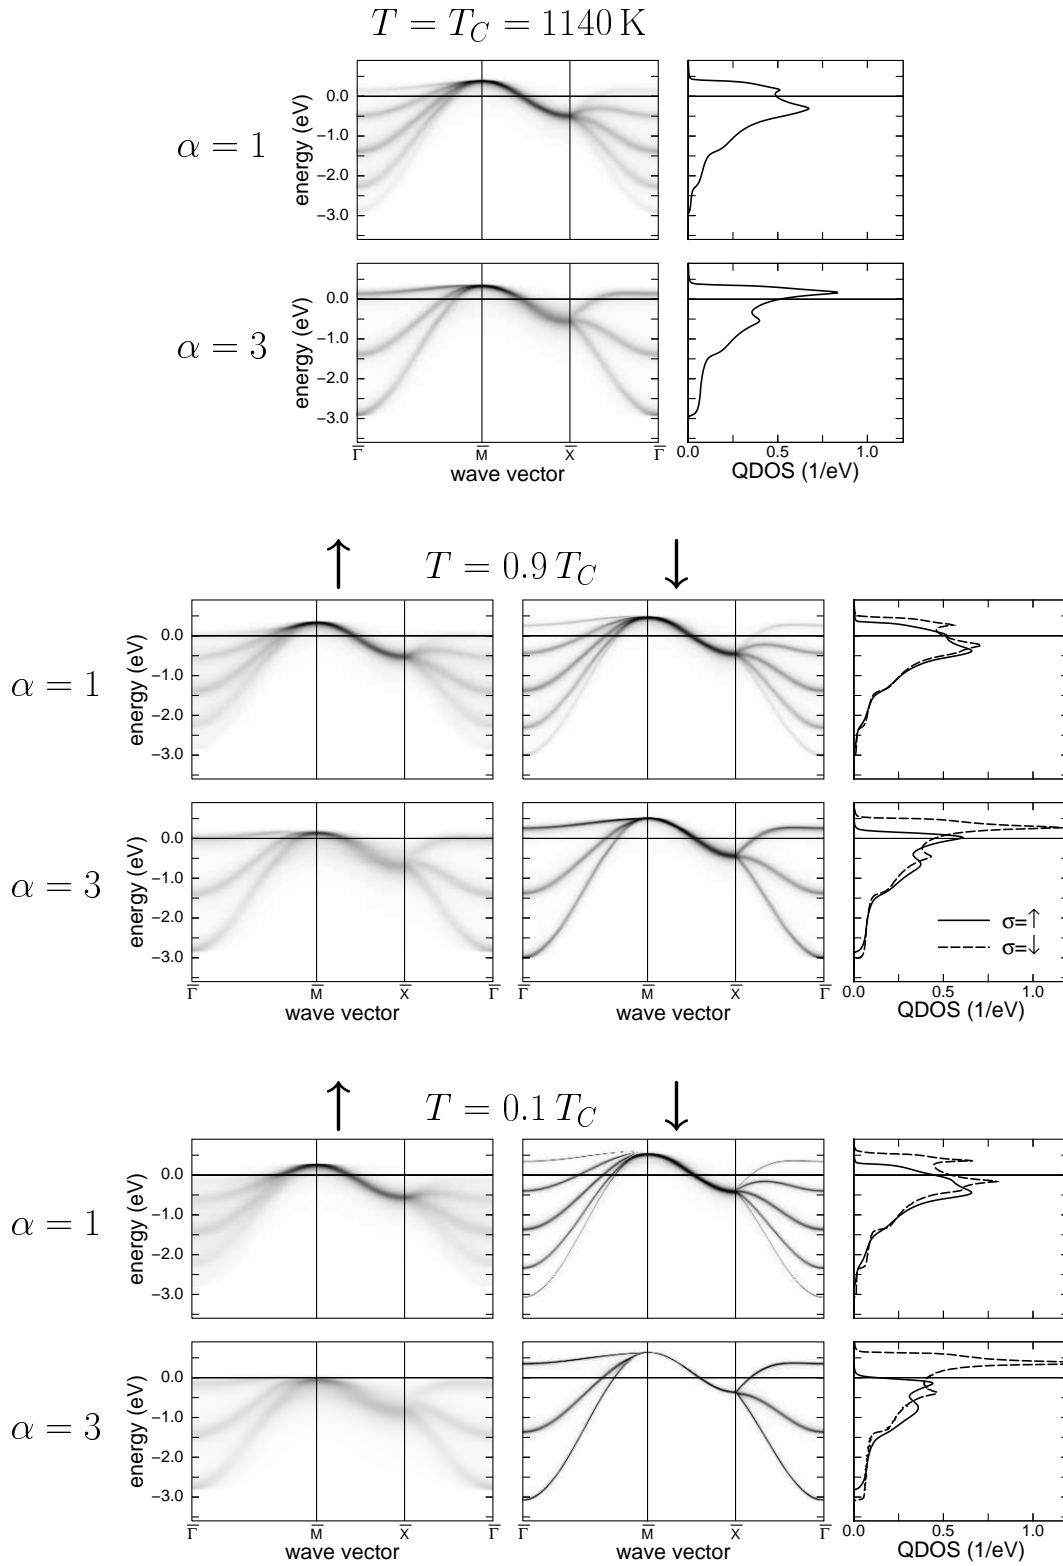 T = T_C = 1140 K
α = 1
energy (eV)
0.0
−1.0
−2.0
−3.0
α = 3
energy (eV)
0.0
−1.0
−2.0
−3.0
Γ̅ M̅ X̅ Γ̅
wave vector
0.0 0.5 1.0
QDOS (1/eV)
↑ T = 0.9 T_C ↓
α = 1
energy (eV)
0.0
−1.0
−2.0
−3.0
α = 3
energy (eV)
0.0
−1.0
−2.0
−3.0
σ=↑
σ=↓
Γ̅ M̅ X̅ Γ̅
wave vector
Γ̅ M̅ X̅ Γ̅
wave vector
0.0 0.5 1.0
QDOS (1/eV)
↑ T = 0.1 T_C ↓
α = 1
energy (eV)
0.0
−1.0
−2.0
−3.0
α = 3
energy (eV)
0.0
−1.0
−2.0
−3.0
Γ̅ M̅ X̅ Γ̅
wave vector
Γ̅ M̅ X̅ Γ̅
wave vector
0.0 0.5 1.0
QDOS (1/eV)